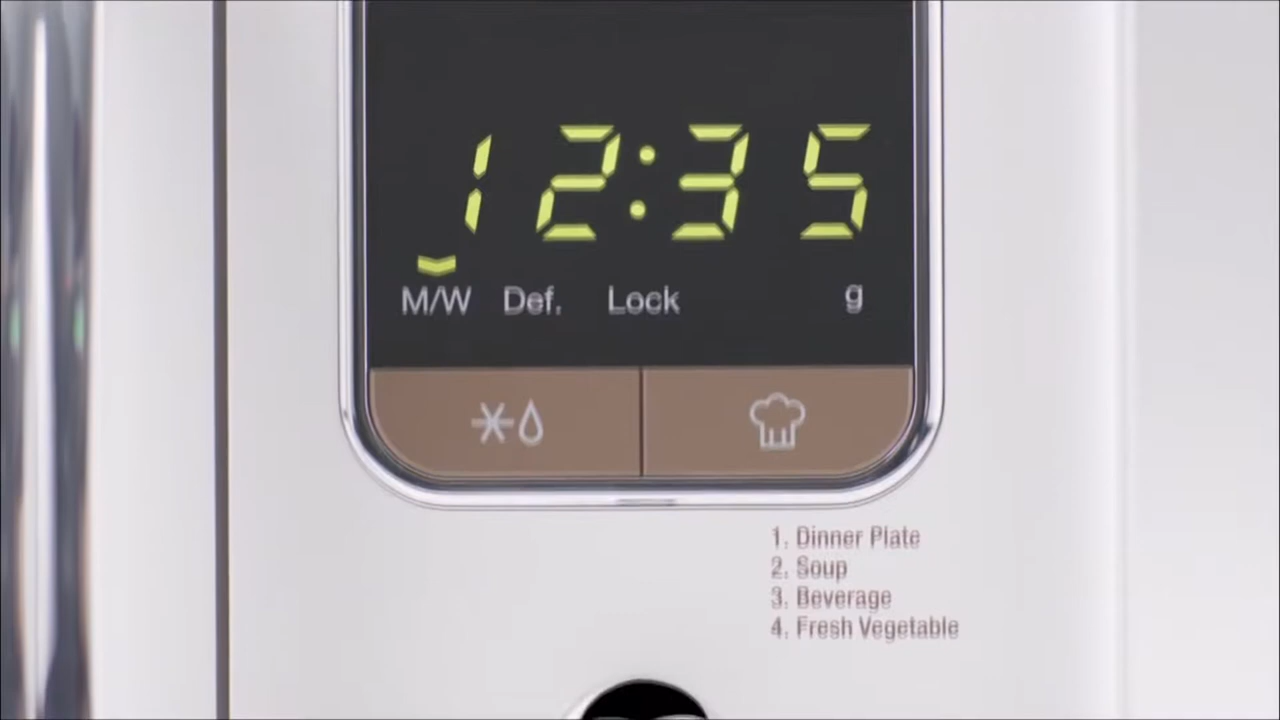 12:35
M/W Def. Lock g
1. Dinner Plate
2. Soup
3. Beverage
4. Fresh Vegetable